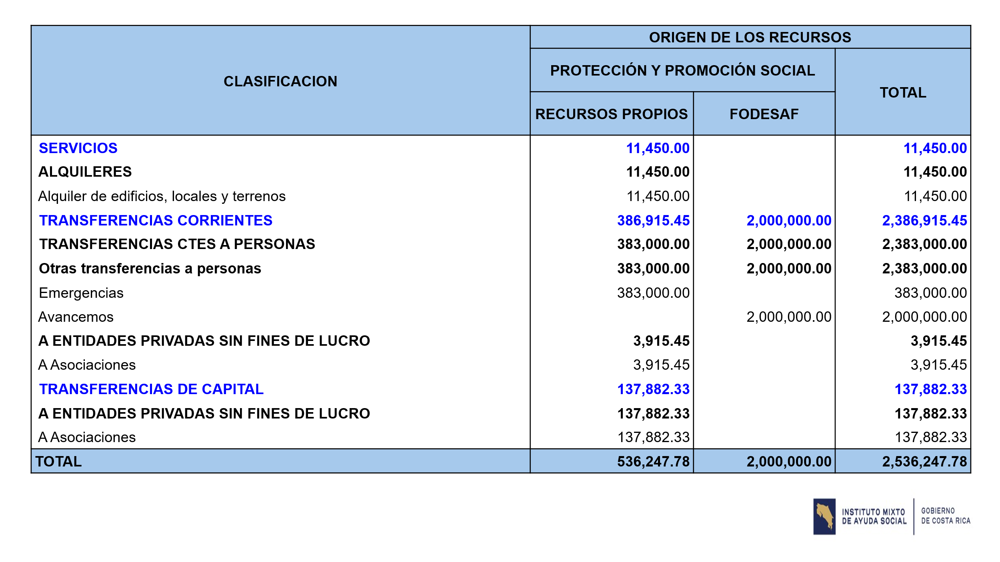 CLASIFICACION
ORIGEN DE LOS RECURSOS
PROTECCIÓN Y PROMOCIÓN SOCIAL
TOTAL
RECURSOS PROPIOS FODESAF
SERVICIOS 11,450.00 11,450.00
ALQUILERES 11,450.00 11,450.00
Alquiler de edificios, locales y terrenos 11,450.00 11,450.00
TRANSFERENCIAS CORRIENTES 386,915.45 2,000,000.00 2,386,915.45
TRANSFERENCIAS CTES A PERSONAS 383,000.00 2,000,000.00 2,383,000.00
Otras transferencias a personas 383,000.00 2,000,000.00 2,383,000.00
Emergencias 383,000.00 383,000.00
Avancemos 2,000,000.00 2,000,000.00
A ENTIDADES PRIVADAS SIN FINES DE LUCRO 3,915.45 3,915.45
A Asociaciones 3,915.45 3,915.45
TRANSFERENCIAS DE CAPITAL 137,882.33 137,882.33
A ENTIDADES PRIVADAS SIN FINES DE LUCRO 137,882.33 137,882.33
A Asociaciones 137,882.33 137,882.33
TOTAL 536,247.78 2,000,000.00 2,536,247.78
INSTITUTO MIXTO
DE AYUDA SOCIAL
GOBIERNO
DE COSTA RICA